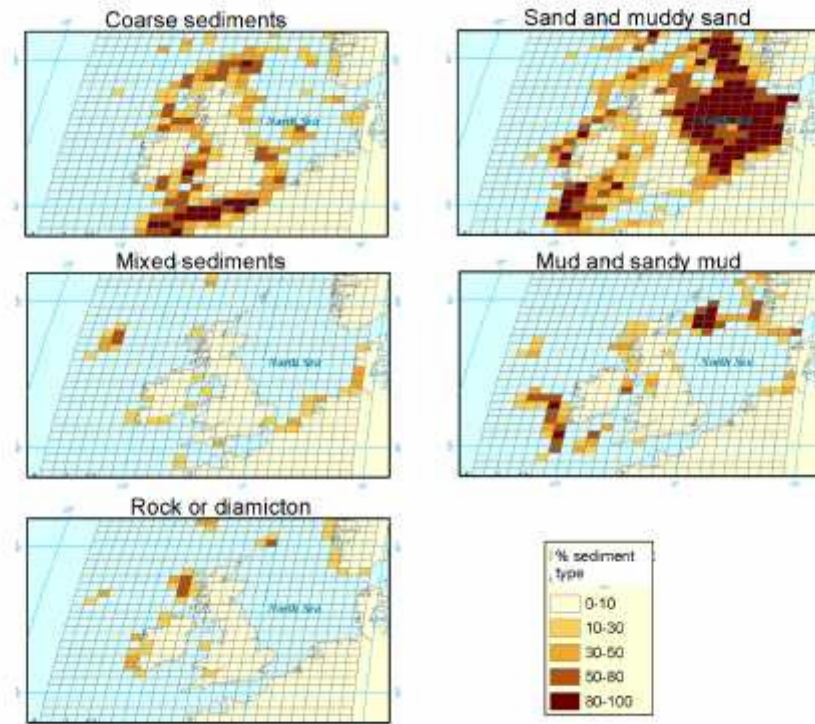 Coarse sediments
Sand and muddy sand
North Sea
Mixed sediments
Mud and sandy mud
North Sea
North Sea
Rock or diamicton
North Sea
% sediment
type
0-10
10-30
30-50
50-80
80-100